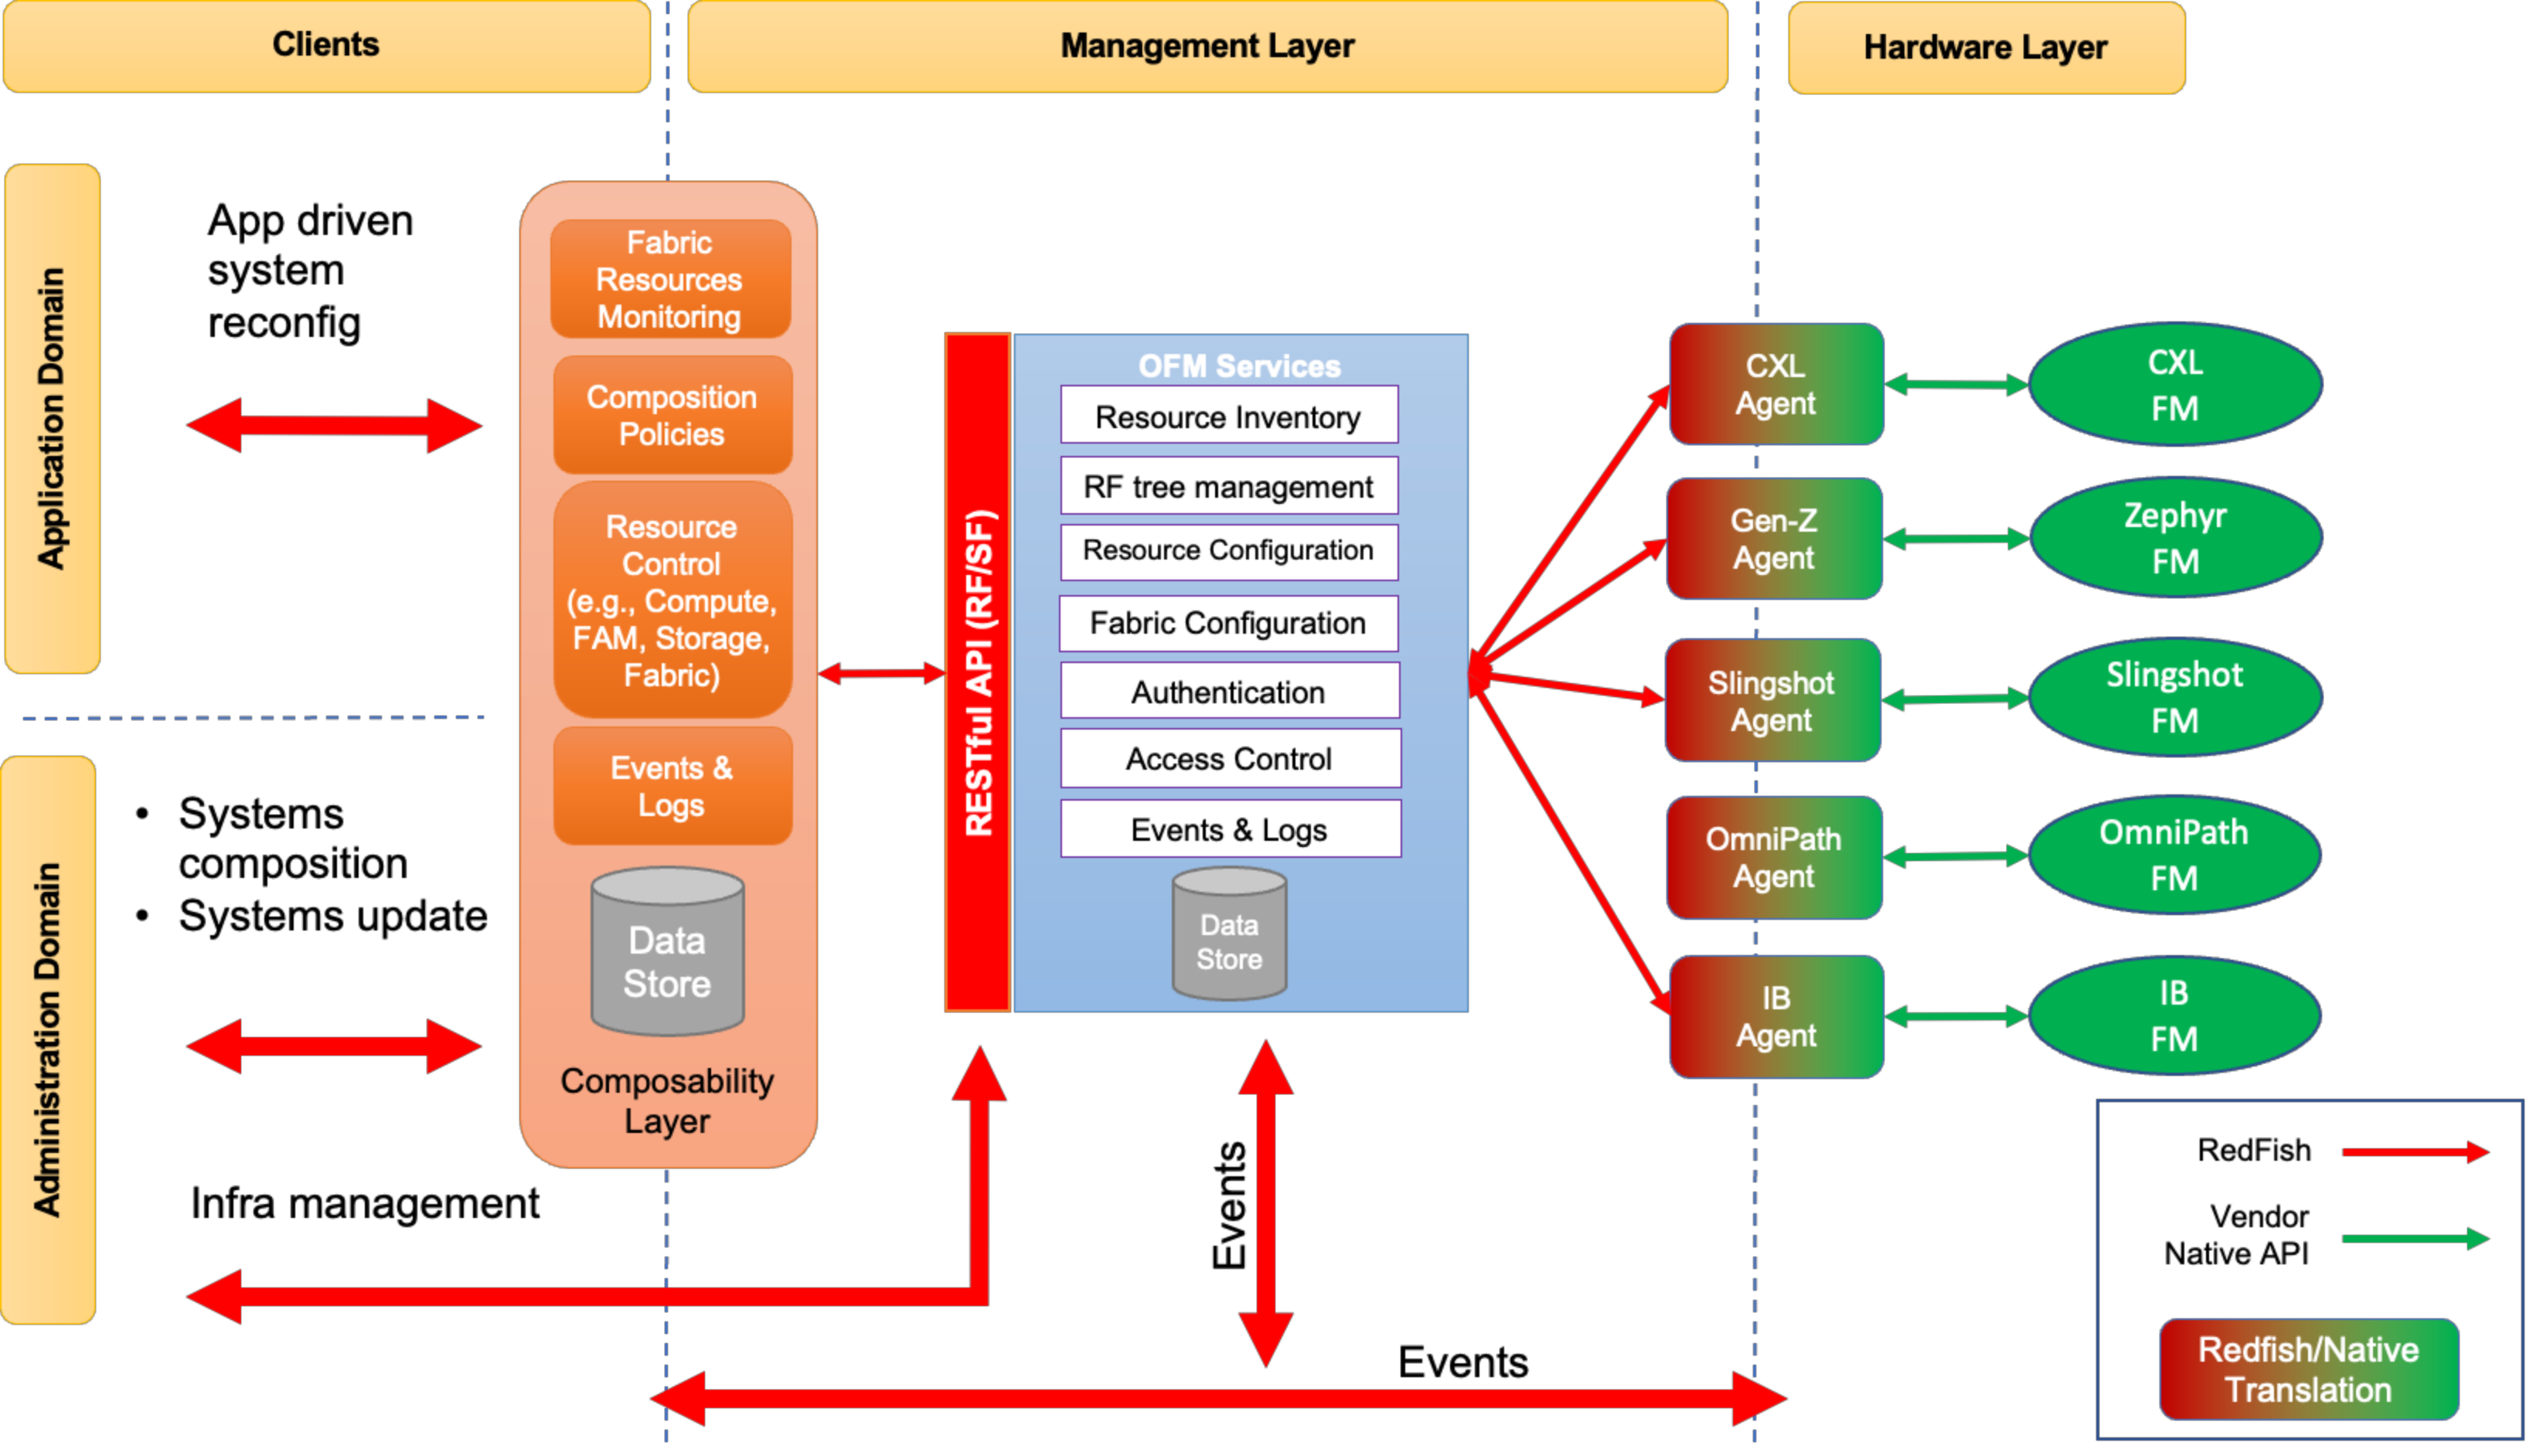 Clients
Management Layer
Hardware Layer
Application Domain
App driven
system
reconfig
Administration Domain
• Systems
composition
• Systems update
Infra management
Fabric
Resources
Monitoring
Composition
Policies
Resource
Control
(e.g., Compute,
FAM, Storage,
Fabric)
Events &
Logs
Data
Store
Composability
Layer
RESTful API (RF/SF)
OFM Services
Resource Inventory
RF tree management
Resource Configuration
Fabric Configuration
Authentication
Access Control
Events & Logs
Data
Store
Events
Events
CXL
Agent
CXL
FM
Gen-Z
Agent
Zephyr
FM
Slingshot
Agent
Slingshot
FM
OmniPath
Agent
OmniPath
FM
IB
Agent
IB
FM
RedFish
Vendor
Native API
Redfish/Native
Translation